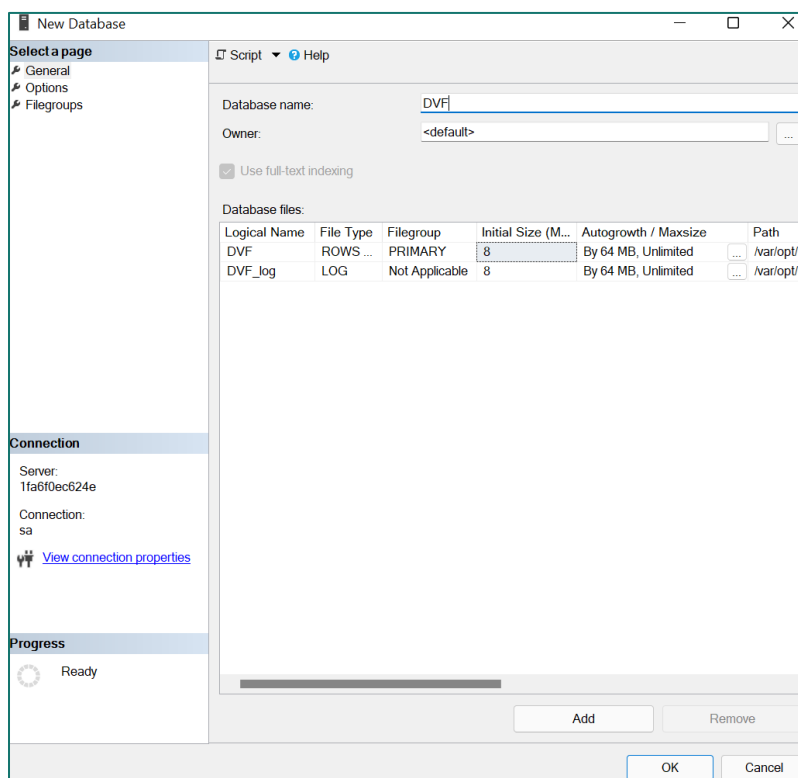 New Database
Select a page
General
Options
Filegroups
Script Help
Database name: DVF
Owner: <default> ...
Use full-text indexing
Database files:
Logical Name File Type Filegroup Initial Size (M... Autogrowth / Maxsize Path
DVF ROWS ... PRIMARY 8 By 64 MB, Unlimited ... /var/opt/
DVF_log LOG Not Applicable 8 By 64 MB, Unlimited ... /var/opt/
Connection
Server:
1fa6f0ec624e
Connection:
sa
View connection properties
Progress
Ready
Add Remove
OK Cancel